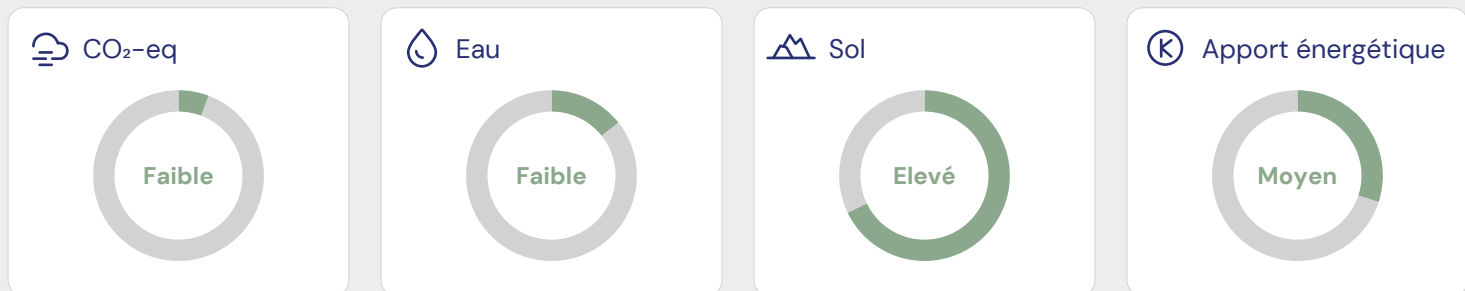 CO₂-eq
Faible
Eau
Faible
Sol
Elevé
K Apport énergétique
Moyen